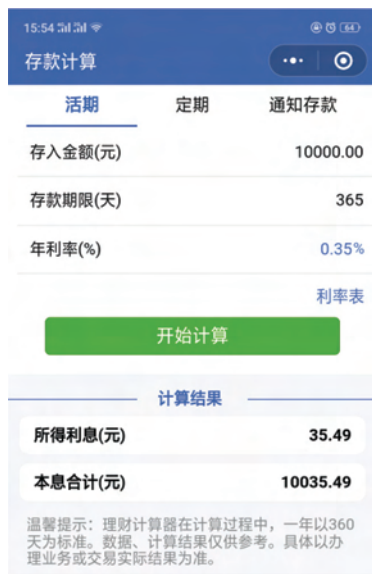 15:54
64
存款计算
活期 定期 通知存款
存入金额(元) 10000.00
存款期限(天) 365
年利率(%) 0.35%
利率表
开始计算
计算结果
所得利息(元) 35.49
本息合计(元) 10035.49
温馨提示：理财计算器在计算过程中，一年以360
天为标准。数据、计算结果仅供参考。具体以办
理业务或交易实际结果为准。